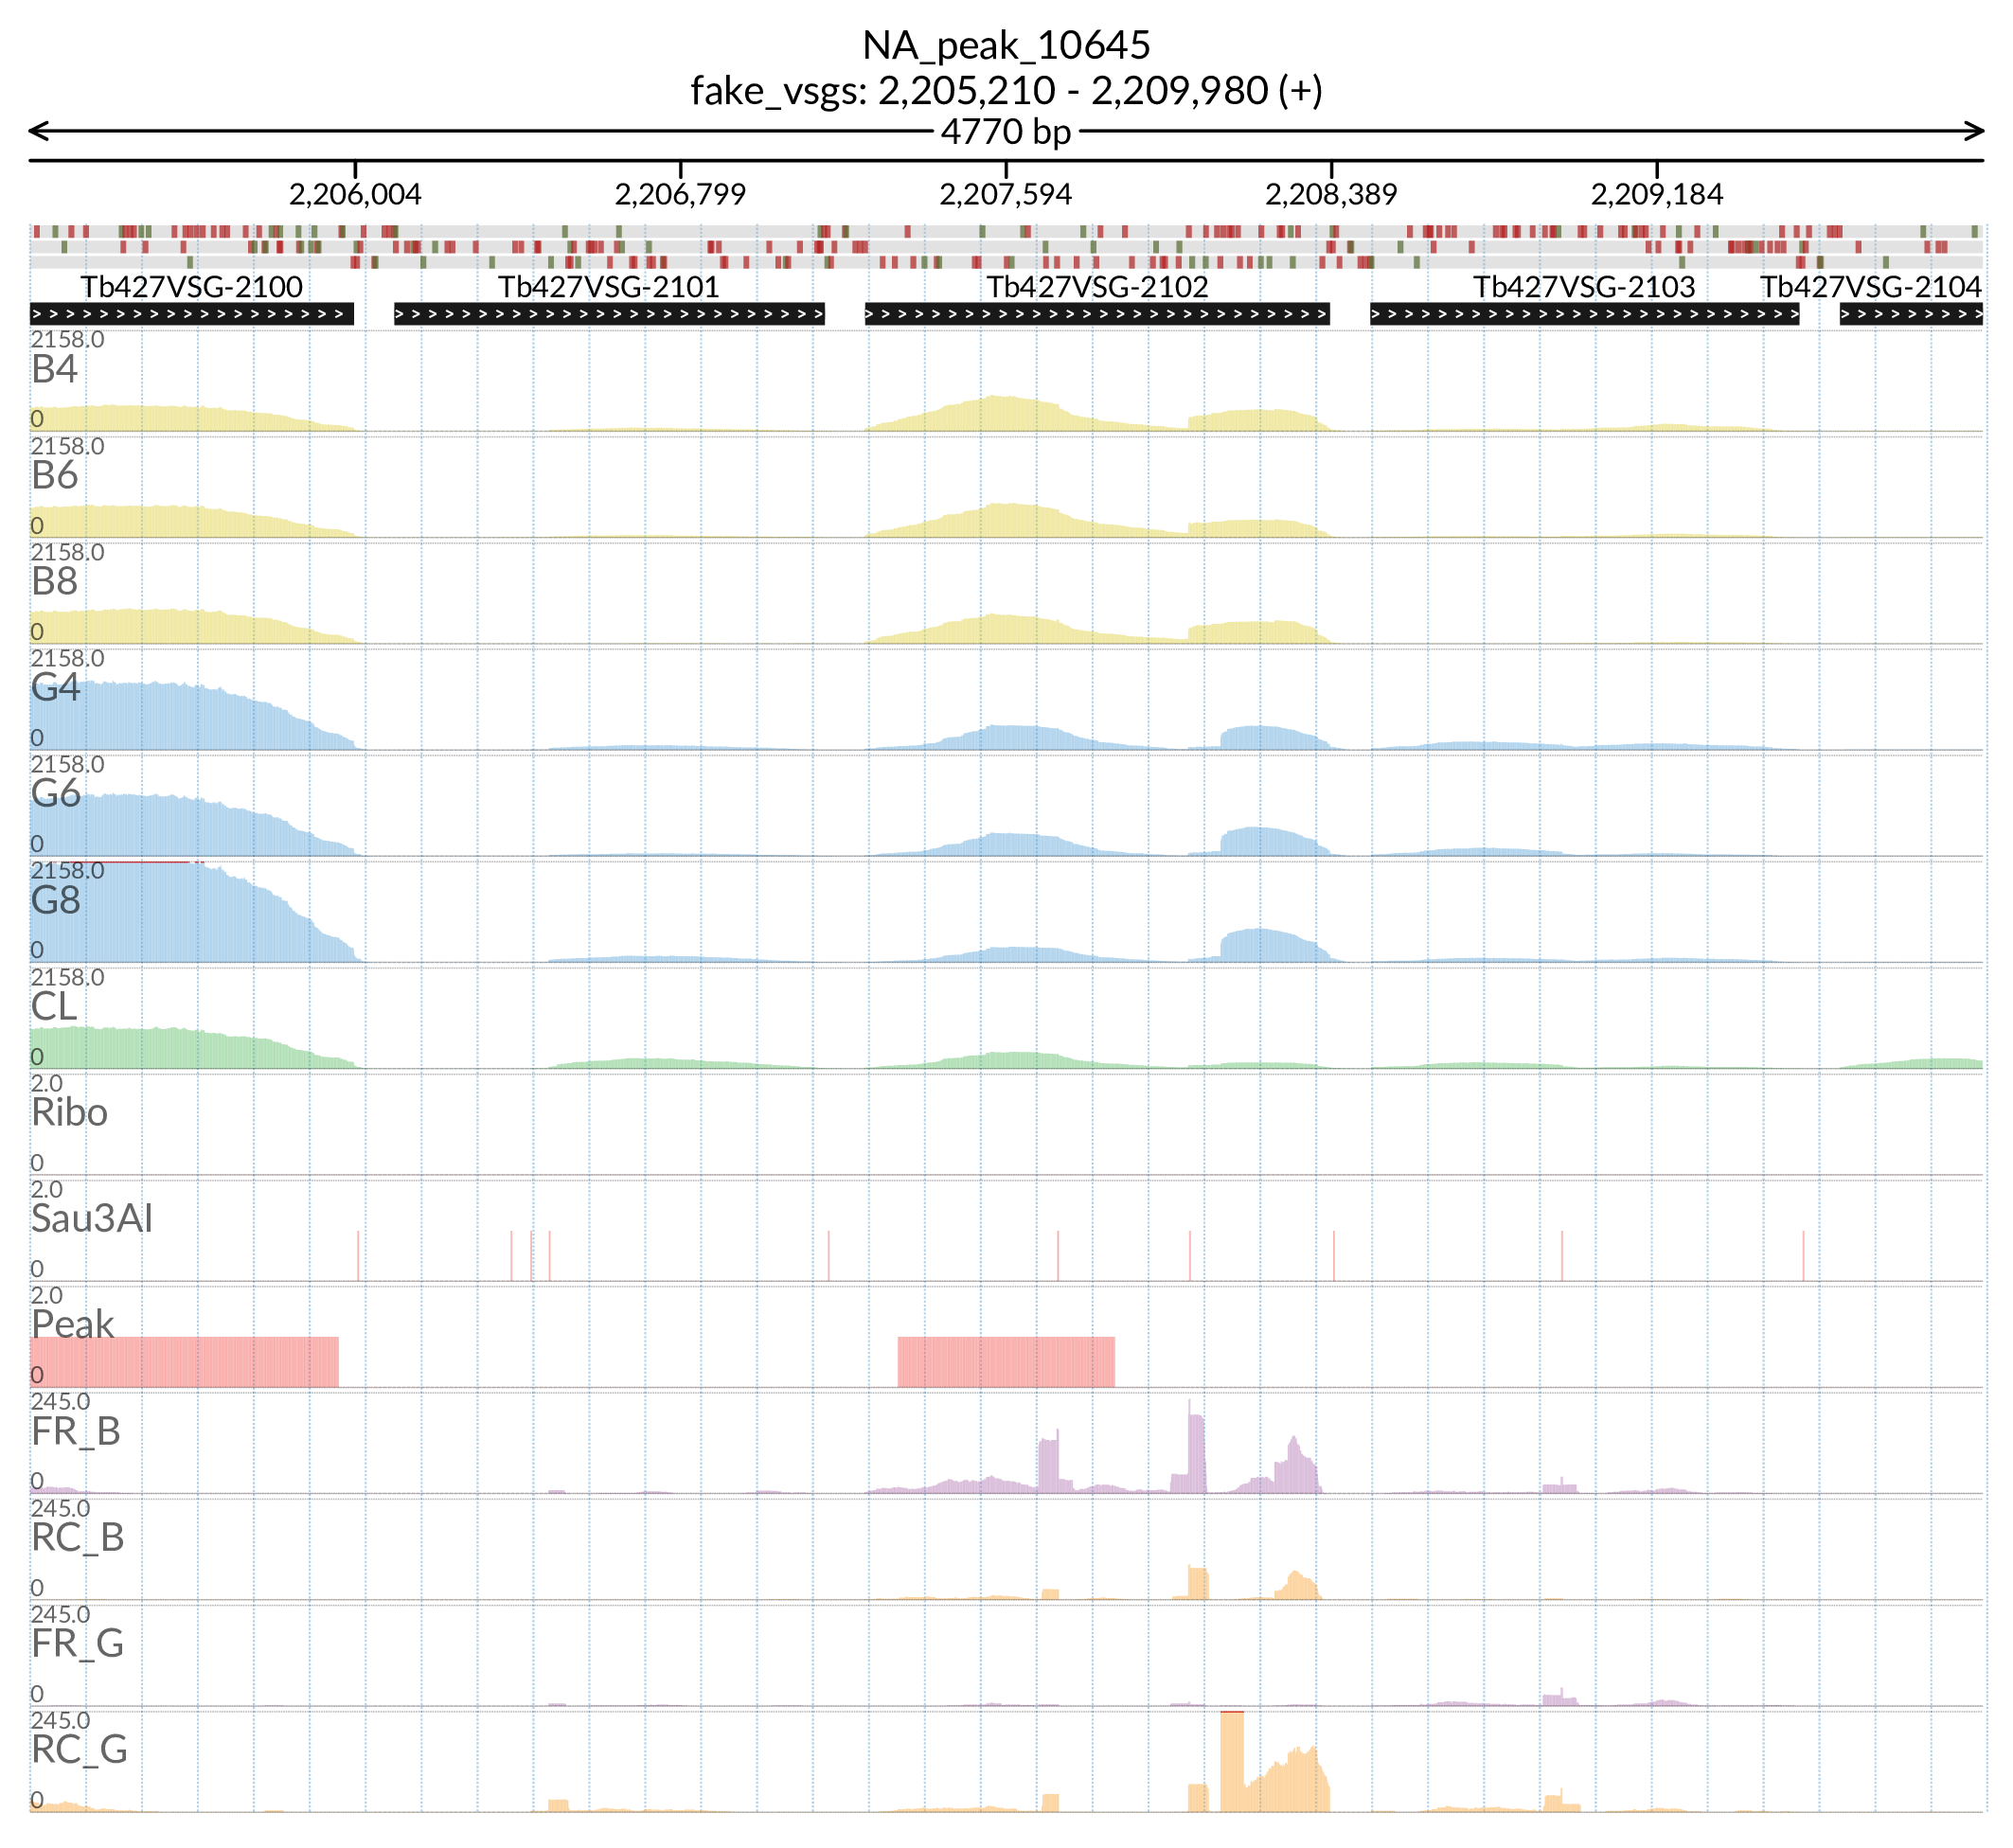 NA_peak_10645
fake_vsgs: 2,205,210 - 2,209,980 (+)
4770 bp
2,206,004 2,206,799 2,207,594 2,208,389 2,209,184
Tb427VSG-2100 Tb427VSG-2101 Tb427VSG-2102 Tb427VSG-2103 Tb427VSG-2104
2158.0
B4
0
2158.0
B6
0
2158.0
B8
0
2158.0
G4
0
2158.0
G6
0
2158.0
G8
0
2158.0
CL
0
2.0
Ribo
0
2.0
Sau3AI
0
2.0
Peak
0
245.0
FR_B
0
245.0
RC_B
0
245.0
FR_G
0
245.0
RC_G
0